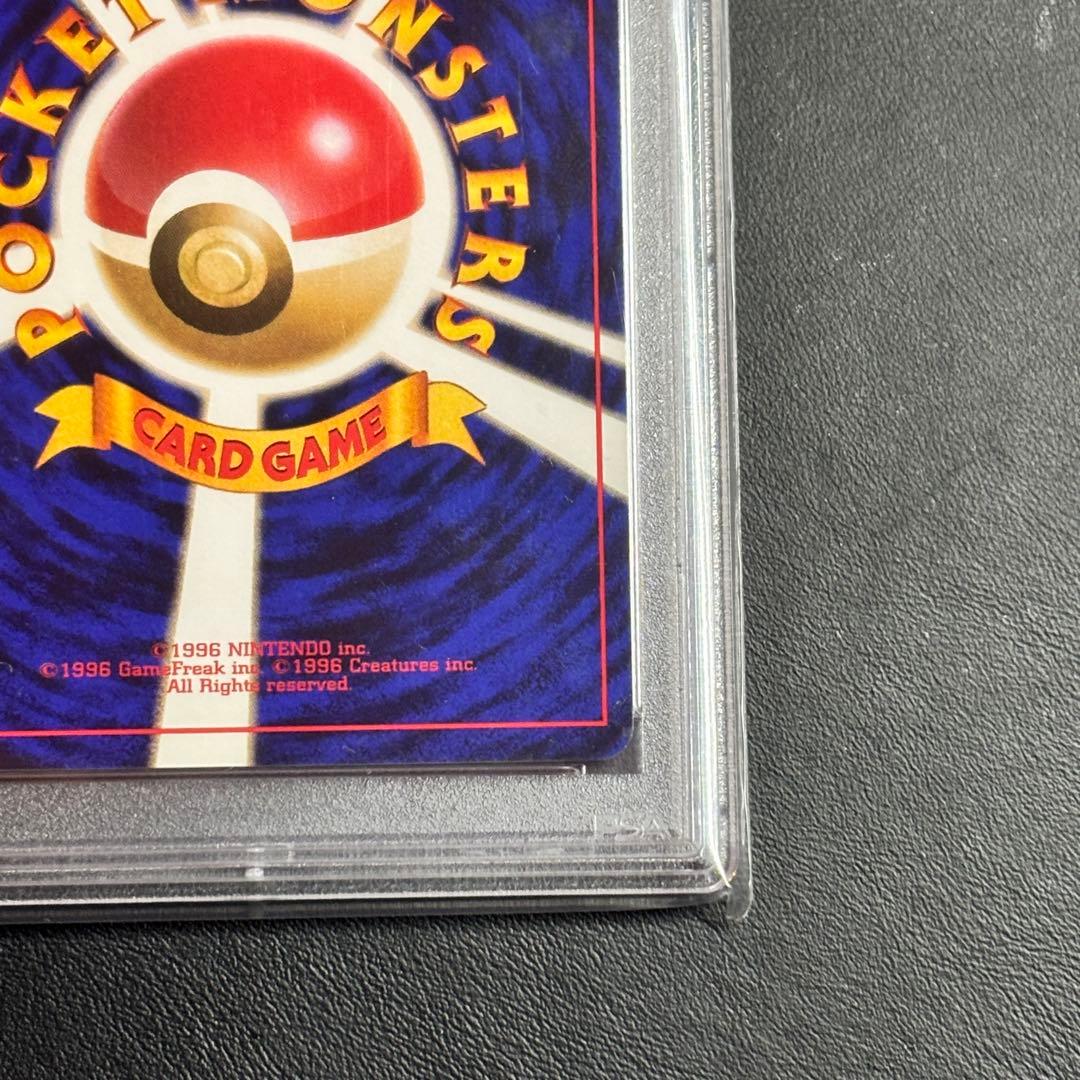 POCKET MONSTERS
CARD GAME
©1996 NINTENDO inc.
©1996 GameFreak inc. ©1996 Creatures inc.
All Rights reserved.
PSA